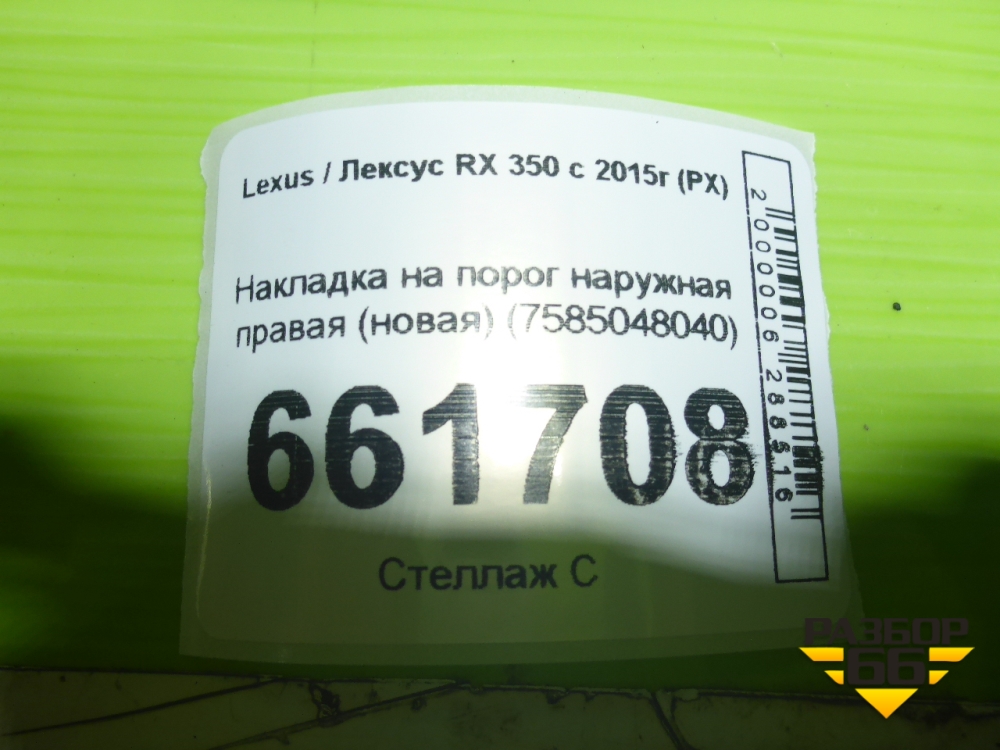 Lexus / Лексус RX 350 с 2015г (РХ)
Накладка на порог наружная
правая (новая) (7585048040)
661708
Стеллаж С
2000006288516
РАЗБОР
66